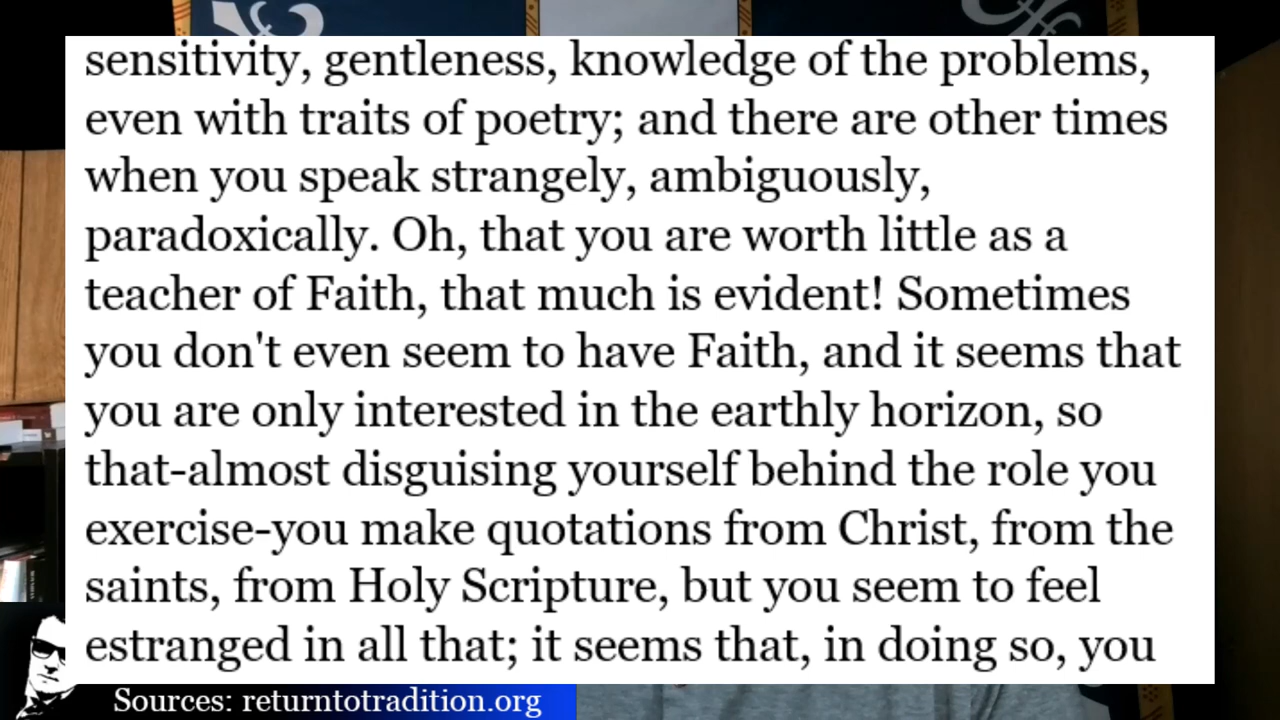 sensitivity, gentleness, knowledge of the problems,
even with traits of poetry; and there are other times
when you speak strangely, ambiguously,
paradoxically. Oh, that you are worth little as a
teacher of Faith, that much is evident! Sometimes
you don't even seem to have Faith, and it seems that
you are only interested in the earthly horizon, so
that-almost disguising yourself behind the role you
exercise-you make quotations from Christ, from the
saints, from Holy Scripture, but you seem to feel
estranged in all that; it seems that, in doing so, you
Sources: returntotradition.org